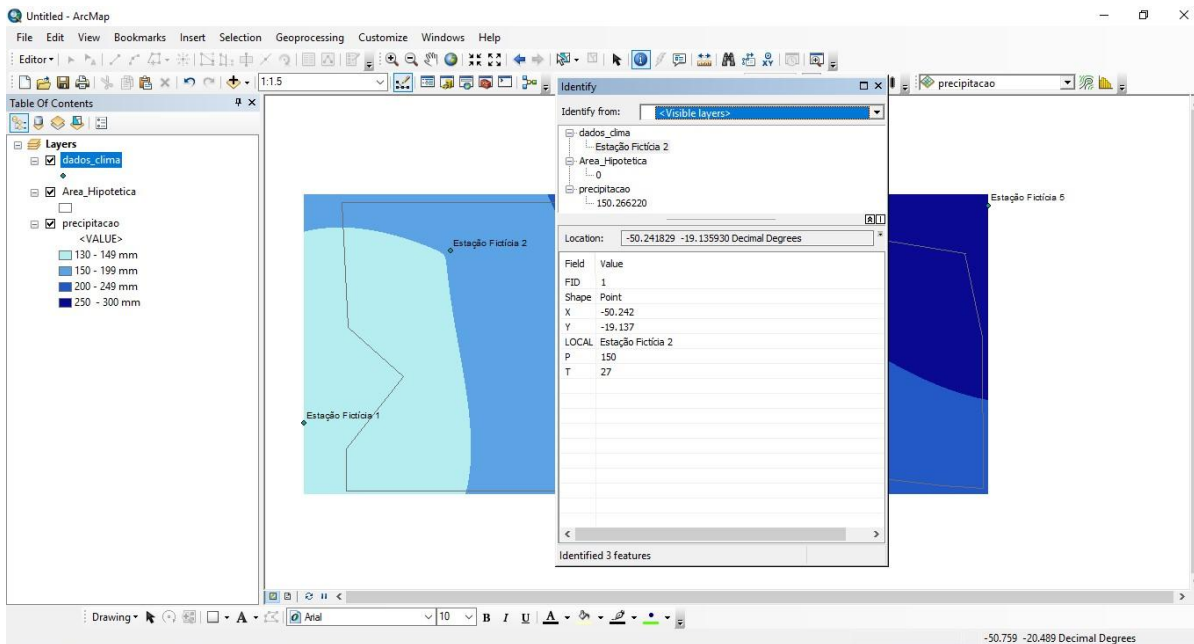 Untitled - ArcMap
File Edit View Bookmarks Insert Selection Geoprocessing Customize Windows Help
Editor
1:1.5
precipitacao
Table Of Contents
Layers
dados_clima
Area_Hipotetica
precipitacao
<VALUE>
130 - 149 mm
150 - 199 mm
200 - 249 mm
250 - 300 mm
Estação Fictícia 2
Estação Fictícia 1
Estação Fictícia 5
Identify
Identify from: <Visible layers>
dados_clima
Estação Fictícia 2
Area_Hipotetica
0
precipitacao
150.266220
Location: -50.241829 -19.135930 Decimal Degrees
Field Value
FID 1
Shape Point
X -50.242
Y -19.137
LOCAL Estação Fictícia 2
P 150
T 27
Identified 3 features
Drawing A Arial 10 B I U A
-50.759 -20.489 Decimal Degrees